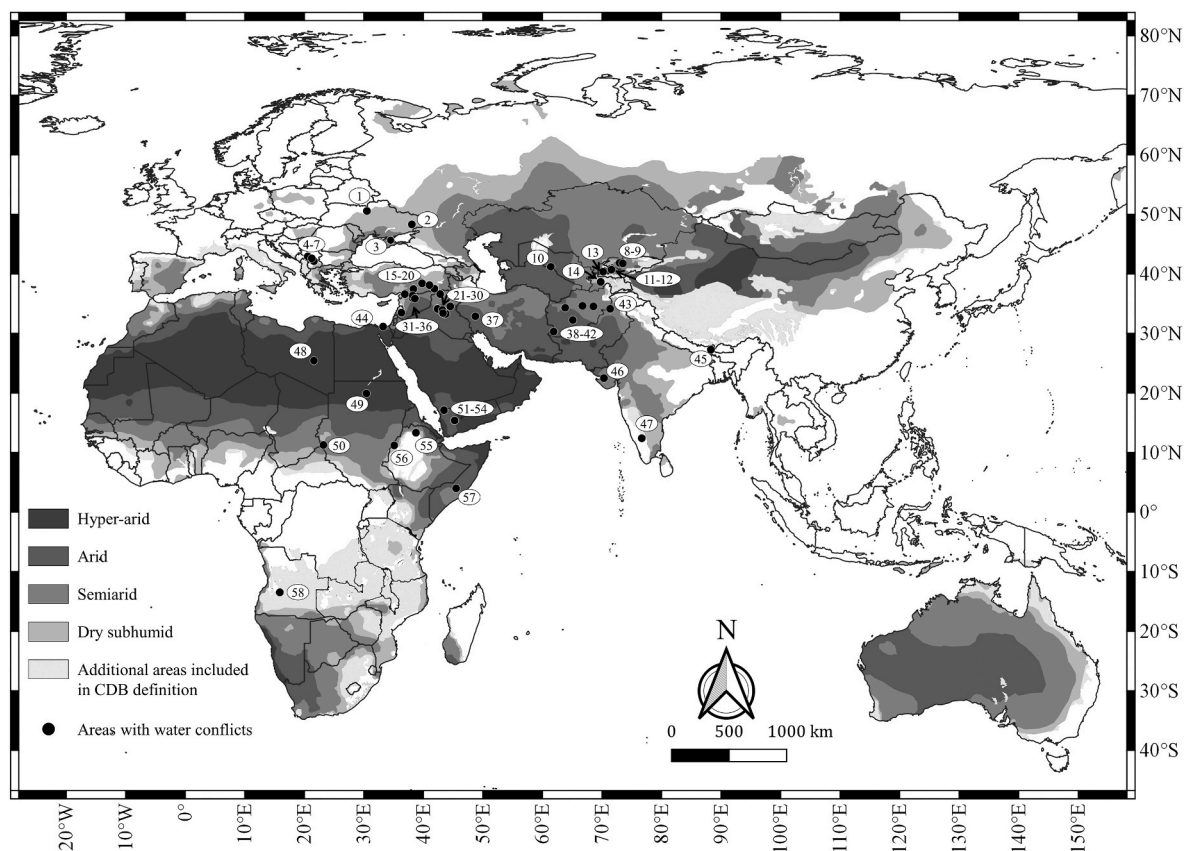 80°N
70°N
60°N
50°N
40°N
30°N
20°N
10°N
0°
10°S
20°S
30°S
40°S
1
2
3
4-7
13
8-9
10
14
15-20
11-12
21-30
43
44
31-36
37
38-42
48
45
46
49
51-54
47
50
55
56
57
58
Hyper-arid
Arid
Semiarid
Dry subhumid
Additional areas included
in CDB definition
Areas with water conflicts
N
0 500 1000 km
20°W
10°W
0°
10°E
20°E
30°E
40°E
50°E
60°E
70°E
80°E
90°E
100°E
110°E
120°E
130°E
140°E
150°E